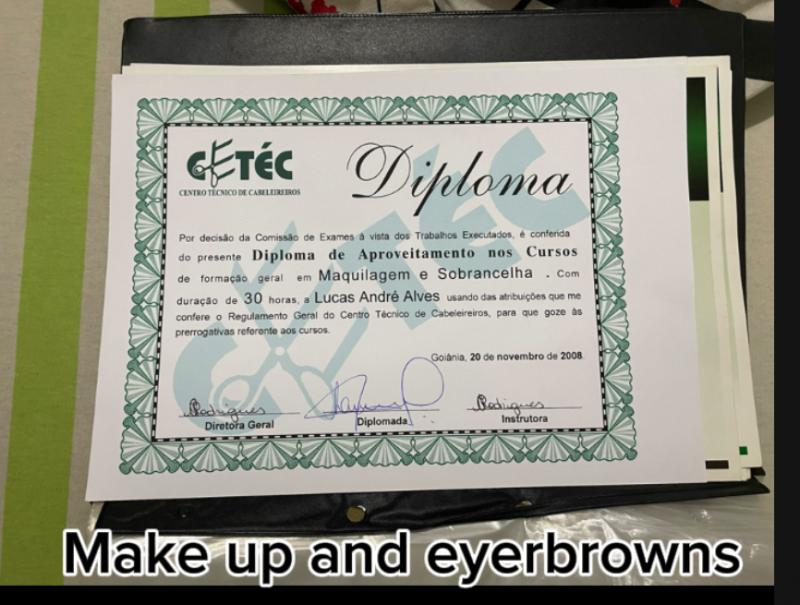 CETÉC
CENTRO TÉCNICO DE CABELEIREIROS
Diploma
Por decisão da Comissão de Exames à vista dos Trabalhos Executados, é conferida
do presente Diploma de Aproveitamento nos Cursos
de formação geral em Maquilagem e Sobrancelha . Com
duração de 30 horas, a Lucas André Alves usando das atribuições que me
confere o Regulamento Geral do Centro Técnico de Cabeleireiros, para que goze às
prerrogativas referente aos cursos.
Goiânia, 20 de novembro de 2008.
Rodrigues
Rodrigues
Diretora Geral
Diplomada
Instrutora
Make up and eyerbrowns